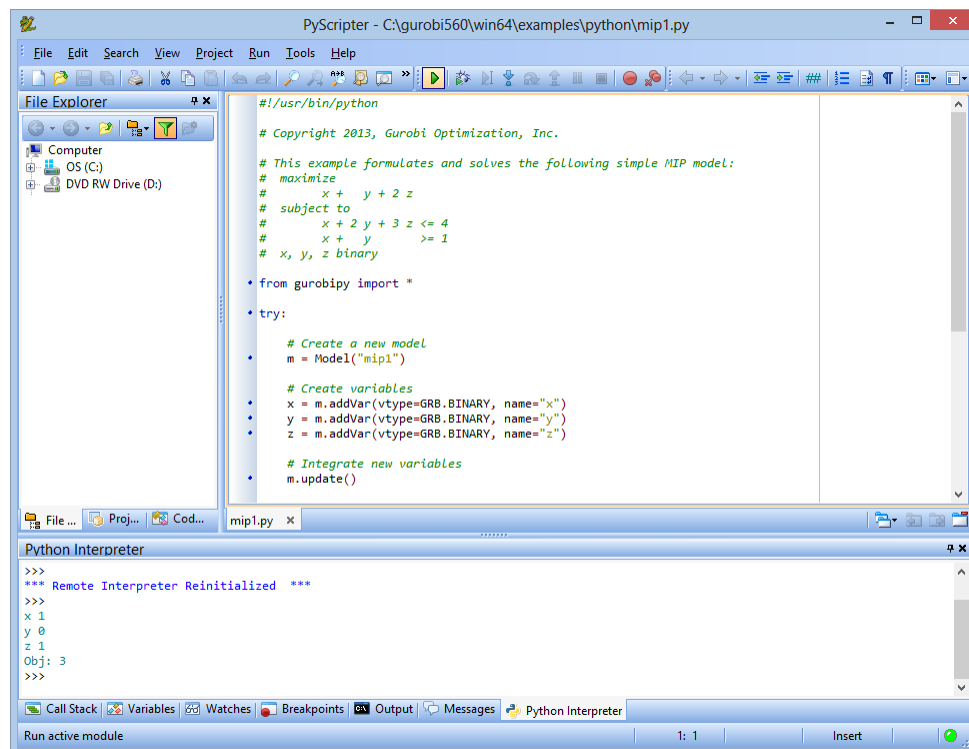 PyScripter - C:\gurobi560\win64\examples\python\mip1.py
File Edit Search View Project Run Tools Help
File Explorer
Computer
OS (C:)
DVD RW Drive (D:)
#!/usr/bin/python
# Copyright 2013, Gurobi Optimization, Inc.
# This example formulates and solves the following simple MIP model:
#  maximize
#        x +   y + 2 z
#  subject to
#        x + 2 y + 3 z <= 4
#        x +   y       >= 1
#  x, y, z binary
from gurobipy import *
try:
    # Create a new model
    m = Model("mip1")
    # Create variables
    x = m.addVar(vtype=GRB.BINARY, name="x")
    y = m.addVar(vtype=GRB.BINARY, name="y")
    z = m.addVar(vtype=GRB.BINARY, name="z")
    # Integrate new variables
    m.update()
File ... Proj... Cod...
mip1.py
Python Interpreter
>>>
*** Remote Interpreter Reinitialized  ***
>>>
x 1
y 0
z 1
Obj: 3
>>>
Call Stack Variables Watches Breakpoints Output Messages Python Interpreter
Run active module 1: 1 Insert